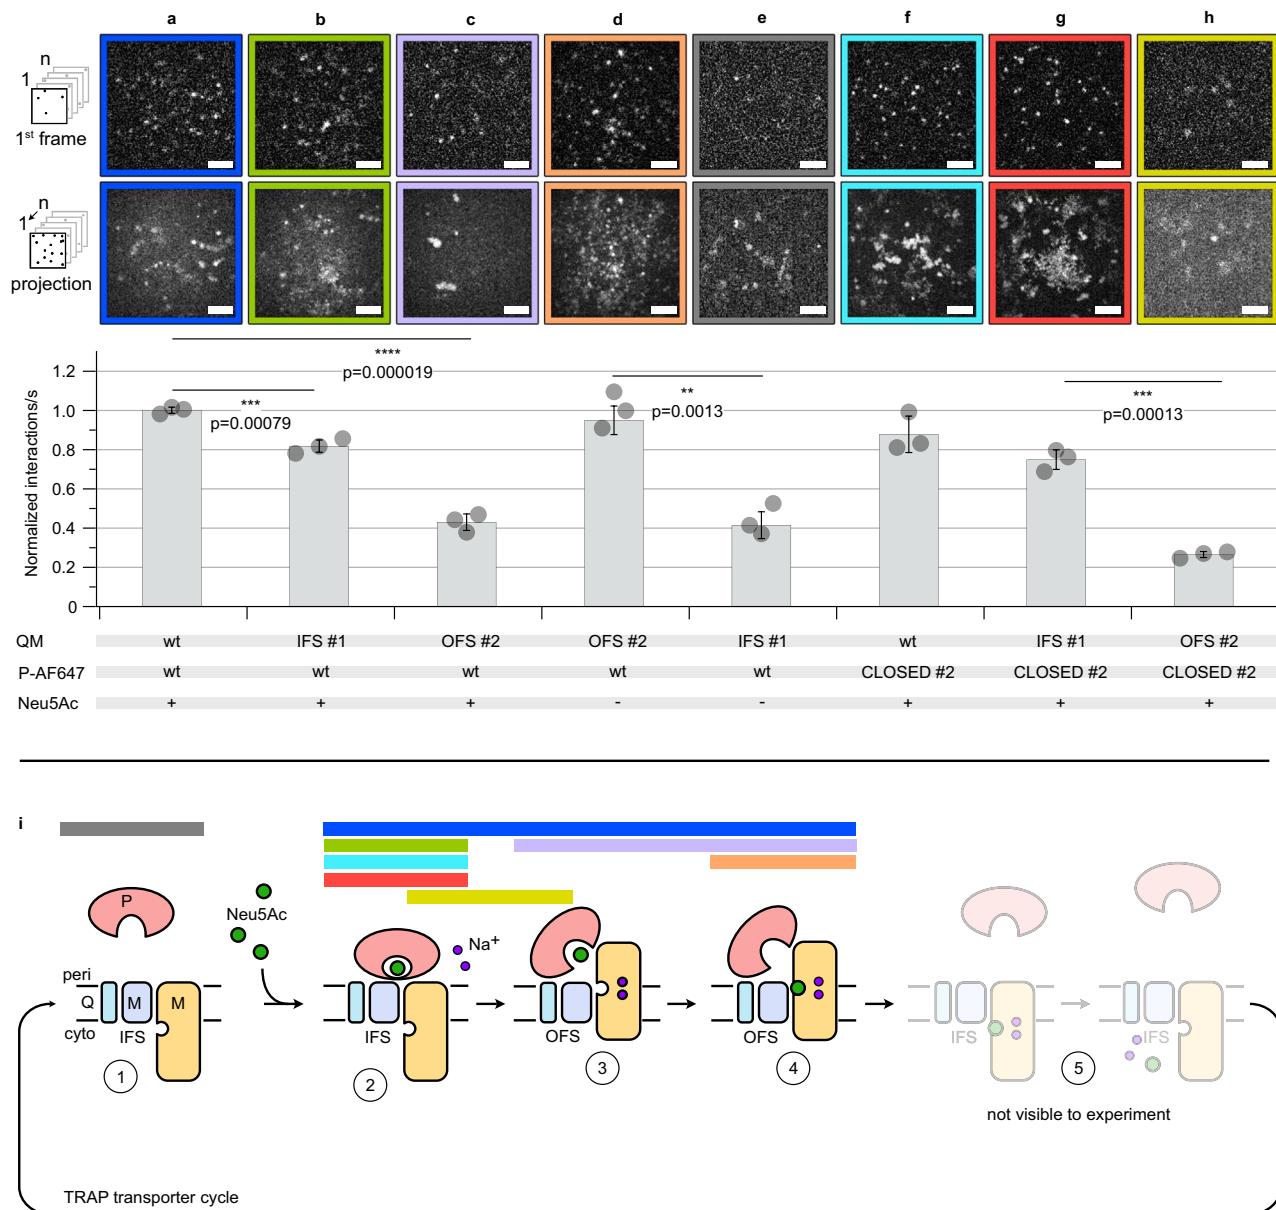 a b c d e f g h
n
1
1st frame
n
1
projection
****
p=0.000019
***
p=0.00079
**
p=0.0013
***
p=0.00013
Normalized interactions/s
1.2
1.0
0.8
0.6
0.4
0.2
0
QM wt IFS #1 OFS #2 OFS #2 IFS #1 wt IFS #1 OFS #2
P-AF647 wt wt wt wt wt CLOSED #2 CLOSED #2 CLOSED #2
Neu5Ac + + + - - + + +
i
P
Neu5Ac
Na+
peri
Q M M
cyto IFS
IFS
OFS
OFS
IFS
IFS
1
2
3
4
5
not visible to experiment
TRAP transporter cycle